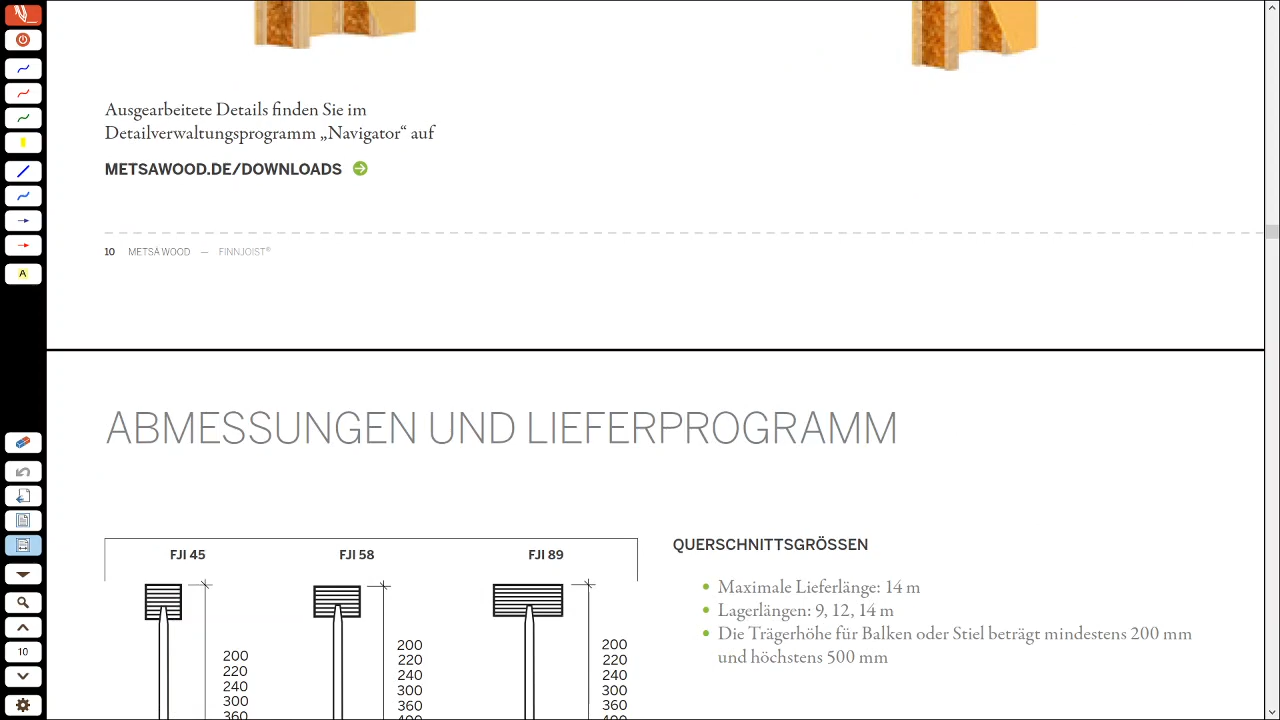 Ausgearbeitete Details finden Sie im
Detailverwaltungsprogramm „Navigator“ auf
METSAWOOD.DE/DOWNLOADS
10 METSÄ WOOD — FINNJOIST®
ABMESSUNGEN UND LIEFERPROGRAMM
FJI 45 FJI 58 FJI 89
200
220
240
300
360
200
220
240
300
360
400
200
220
240
300
360
400
QUERSCHNITTSGRÖSSEN
• Maximale Lieferlänge: 14 m
• Lagerlängen: 9, 12, 14 m
• Die Trägerhöhe für Balken oder Stiel beträgt mindestens 200 mm
und höchstens 500 mm
A
10